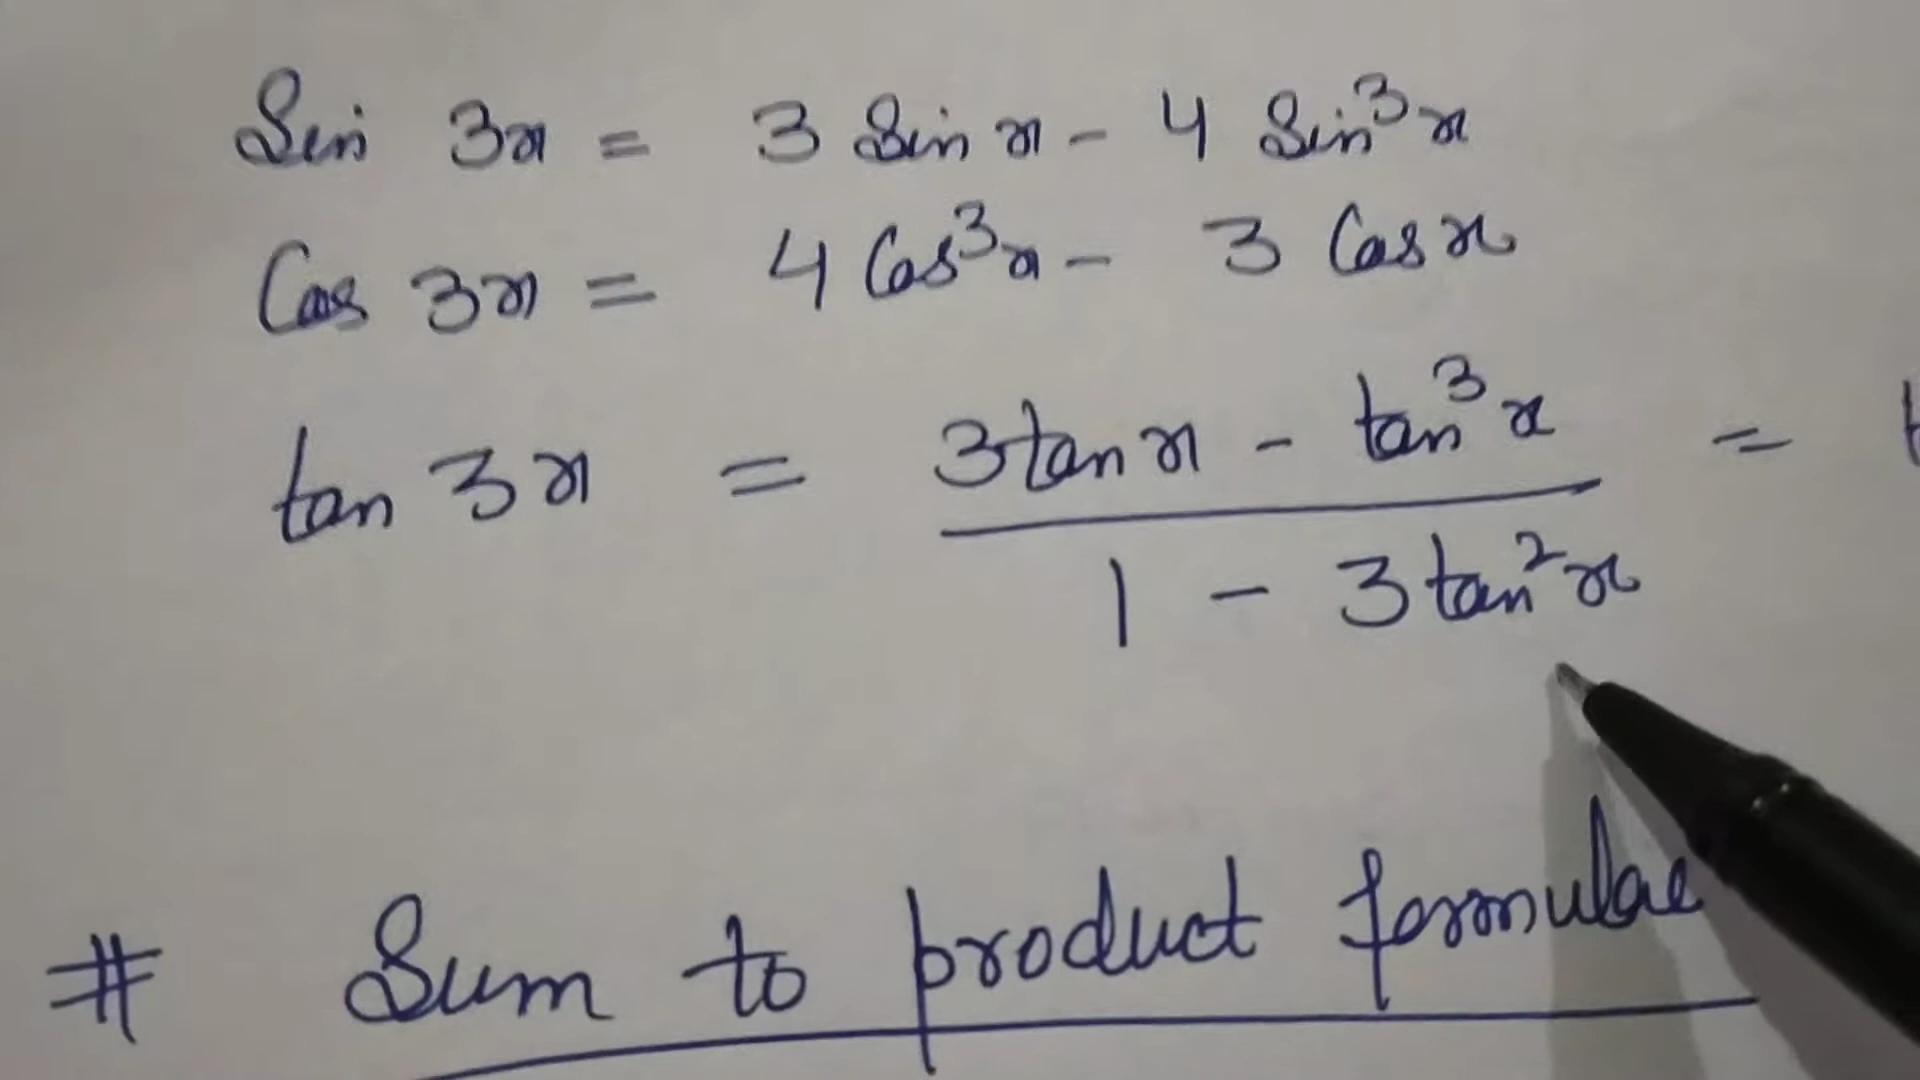 Sin 3x = 3 Sin x - 4 Sin³x
Cos 3x = 4 Cos³x - 3 Cos x
tan 3x = (3tan x - tan³x) / (1 - 3tan²x) =
# Sum to product formulae